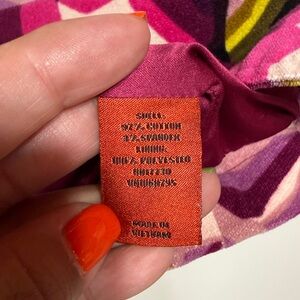 SHELL:
97% COTTON
3% SPANDEX
LINING:
100% POLYESTER
MADE IN
VIETNAM